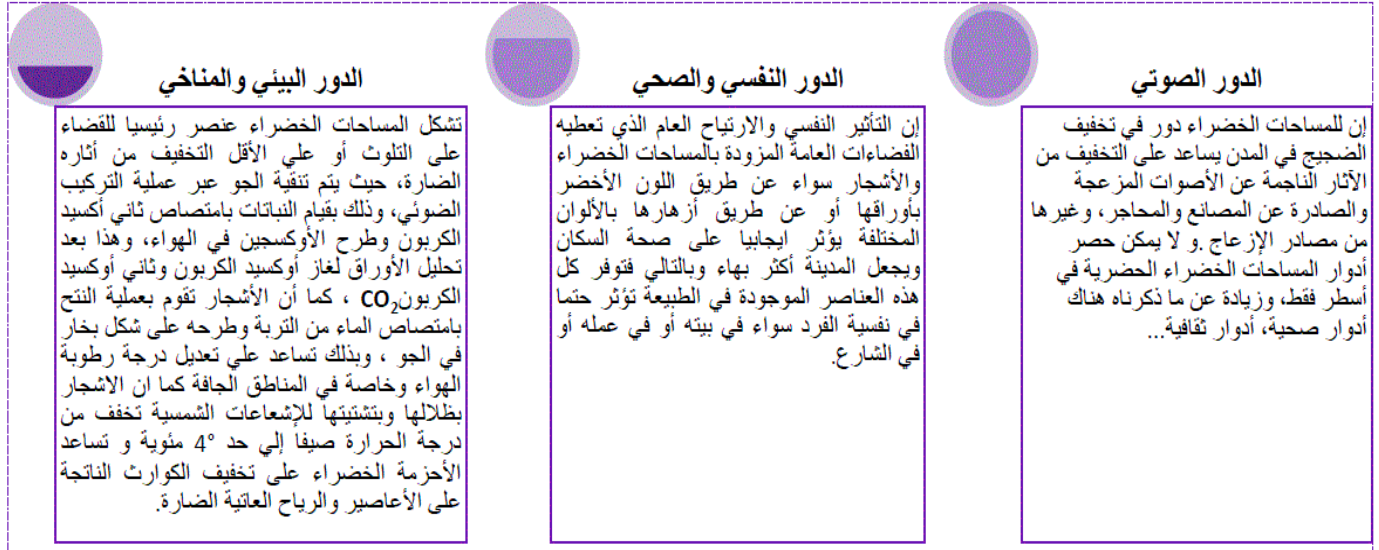 الدور الصوتي
إن للمساحات الخضراء دور في تخفيف
الضجيج في المدن يساعد على التخفيف من
الآثار الناجمة عن الأصوات المزعجة
والصادرة عن المصانع والمحاجر، وغيرها
من مصادر الإزعاج .و لا يمكن حصر
أدوار المساحات الخضراء الحضرية في
أسطر فقط، وزيادة عن ما ذكرناه هناك
أدوار صحية، أدوار ثقافية...
الدور النفسي والصحي
إن التأثير النفسي والارتياح العام الذي تعطيه
الفضاءات العامة المزودة بالمساحات الخضراء
والأشجار سواء عن طريق اللون الأخضر
بأوراقها أو عن طريق أزهارها بالألوان
المختلفة يؤثر ايجابيا على صحة السكان
ويجعل المدينة أكثر بهاء وبالتالي فتوفر كل
هذه العناصر الموجودة في الطبيعة تؤثر حتما
في نفسية الفرد سواء في بيته أو في عمله أو
في الشارع.
الدور البيئي والمناخي
تشكل المساحات الخضراء عنصر رئيسيا للقضاء
على التلوث أو علي الأقل التخفيف من أثاره
الضارة، حيث يتم تنقية الجو عبر عملية التركيب
الضوئي، وذلك بقيام النباتات بامتصاص ثاني أكسيد
الكربون وطرح الأوكسجين في الهواء، وهذا بعد
تحليل الأوراق لغاز أوكسيد الكربون وثاني أوكسيد
الكربونCO₂ ، كما أن الأشجار تقوم بعملية النتح
بامتصاص الماء من التربة وطرحه على شكل بخار
في الجو ، وبذلك تساعد علي تعديل درجة رطوبة
الهواء وخاصة في المناطق الجافة كما ان الاشجار
بظلالها وبتشتيتها للإشعاعات الشمسية تخفف من
درجة الحرارة صيفا إلي حد °4 مئوية و تساعد
الأحزمة الخضراء على تخفيف الكوارث الناتجة
على الأعاصير والرياح العاتية الضارة.